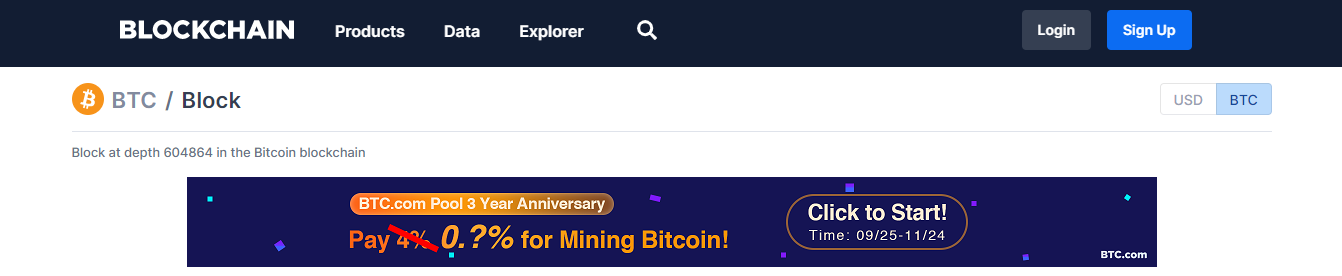 BLOCKCHAIN Products Data Explorer Login Sign Up
BTC / Block USD BTC
Block at depth 604864 in the Bitcoin blockchain
BTC.com Pool 3 Year Anniversary
Pay 4% 0.?% for Mining Bitcoin!
Click to Start!
Time: 09/25-11/24
BTC.com